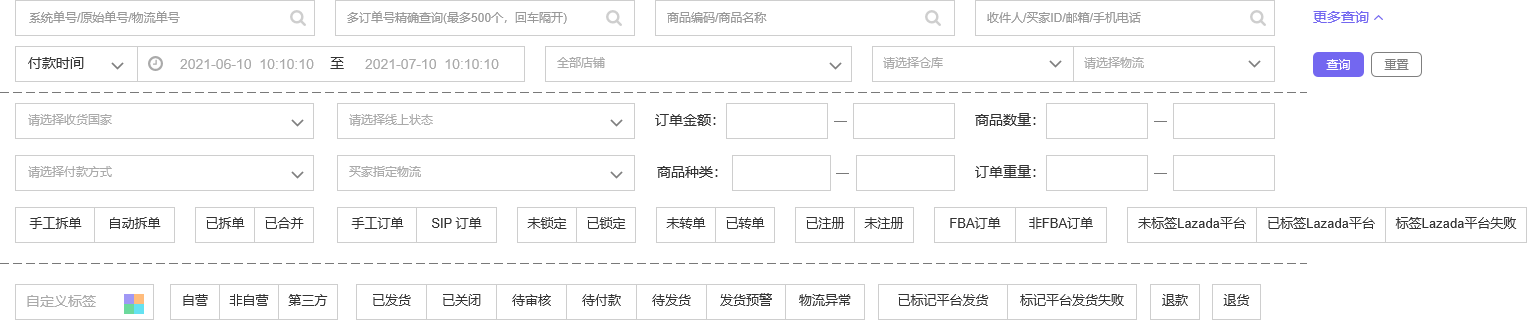 系统单号/原始单号/物流单号 多订单号精确查询(最多500个，回车隔开) 商品编码/商品名称 收件人/买家ID/邮箱/手机电话 更多查询
付款时间 2021-06-10 10:10:10 至 2021-07-10 10:10:10 全部店铺 请选择仓库 请选择物流 查询 重置
请选择收货国家 请选择线上状态 订单金额： — 商品数量： —
请选择付款方式 买家指定物流 商品种类： — 订单重量： —
手工拆单 自动拆单 已拆单 已合并 手工订单 SIP 订单 未锁定 已锁定 未转单 已转单 已注册 未注册 FBA订单 非FBA订单 未标签Lazada平台 已标签Lazada平台 标签Lazada平台失败
自定义标签 自营 非自营 第三方 已发货 已关闭 待审核 待付款 待发货 发货预警 物流异常 已标记平台发货 标记平台发货失败 退款 退货